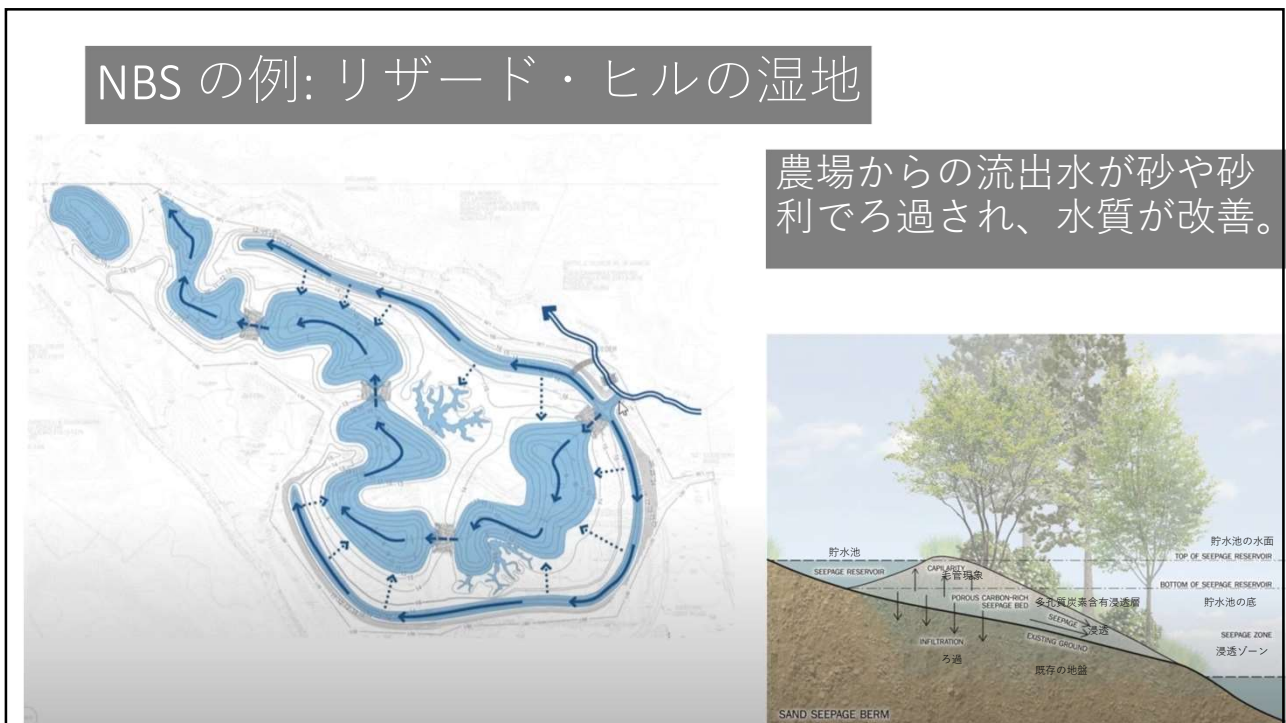 NBS の例: リザード・ヒルの湿地
農場からの流出水が砂や砂
利でろ過され、水質が改善。
貯水池
SEEPAGE RESERVOIR
CAPILARITY
毛管現象
貯水池の水面
TOP OF SEEPAGE RESERVOIR
BOTTOM OF SEEPAGE RESERVOIR
貯水池の底
POROUS CARBON-RICH
SEEPAGE BED
多孔質炭素含有浸透層
SEEPAGE
浸透
SEEPAGE ZONE
浸透ゾーン
INFILTRATION
ろ過
EXISTING GROUND
既存の地盤
SAND SEEPAGE BERM